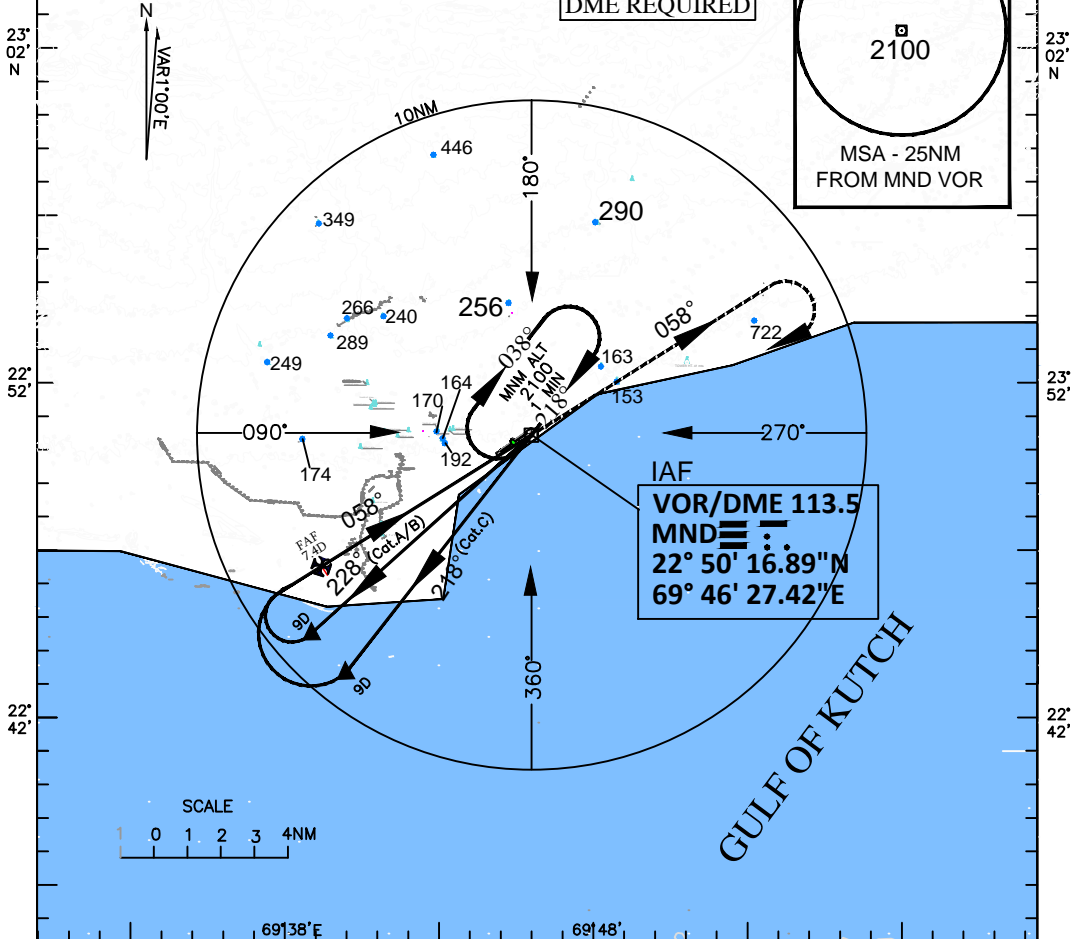 DME REQUIRED
N
VAR1°00'E
23°
02'
N
23°
02'
N
2100
MSA - 25NM
FROM MND VOR
10NM
446
180°
349
290
256
266
240
289
249
058°
722
038°
MNM ALT
2100
1 MIN
218°
163
153
22°
52'
23°
52'
164
170
192
174
090°
270°
IAF
VOR/DME 113.5
MND
22° 50' 16.89"N
69° 46' 27.42"E
058°
FAF
7.4D
228° (Cat.A/B)
218° (Cat.C)
9D
9D
360°
22°
42'
22°
42'
GULF OF KUTCH
SCALE
1 0 1 2 3 4NM
69°38'E
69°48'